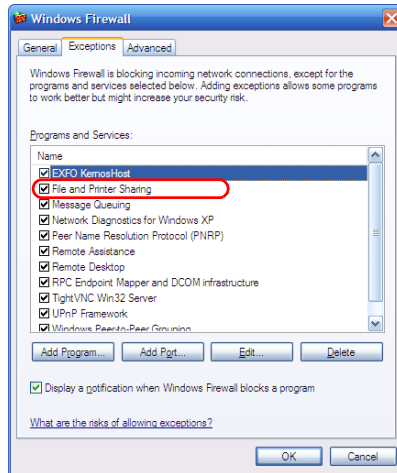 Windows Firewall
General Exceptions Advanced
Windows Firewall is blocking incoming network connections, except for the
programs and services selected below. Adding exceptions allows some programs
to work better but might increase your security risk.
Programs and Services:
Name
EXFO KernosHost
File and Printer Sharing
Message Queuing
Network Diagnostics for Windows XP
Peer Name Resolution Protocol (PNRP)
Remote Assistance
Remote Desktop
RPC Endpoint Mapper and DCOM infrastructure
TightVNC Win32 Server
UPnP Framework
Windows Peer-to-Peer Grouping
Add Program... Add Port... Edit... Delete
Display a notification when Windows Firewall blocks a program
What are the risks of allowing exceptions?
OK Cancel